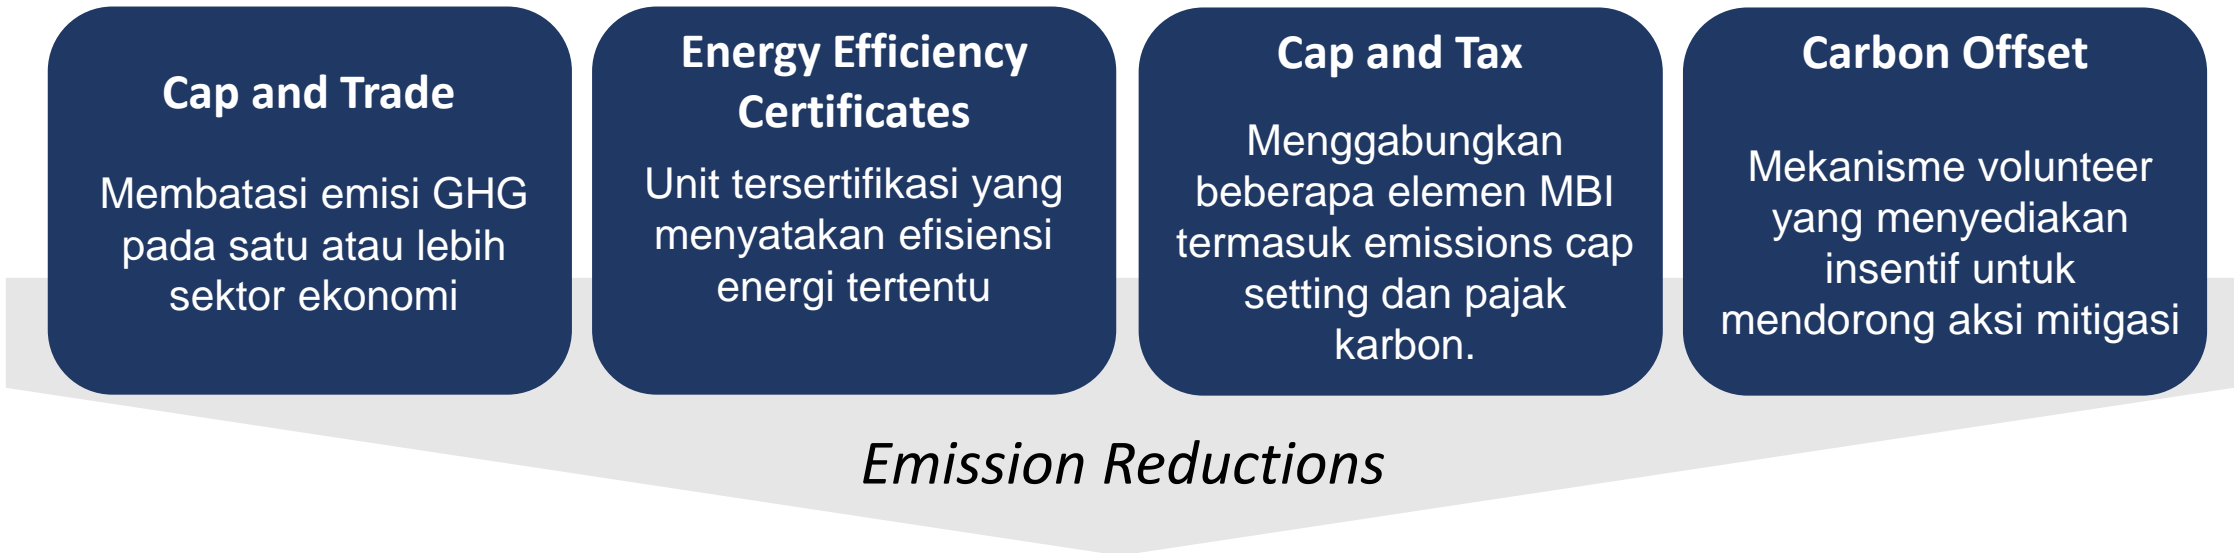 Cap and Trade
Membatasi emisi GHG
pada satu atau lebih
sektor ekonomi
Energy Efficiency
Certificates
Unit tersertifikasi yang
menyatakan efisiensi
energi tertentu
Cap and Tax
Menggabungkan
beberapa elemen MBI
termasuk emissions cap
setting dan pajak
karbon.
Carbon Offset
Mekanisme volunteer
yang menyediakan
insentif untuk
mendorong aksi mitigasi
Emission Reductions